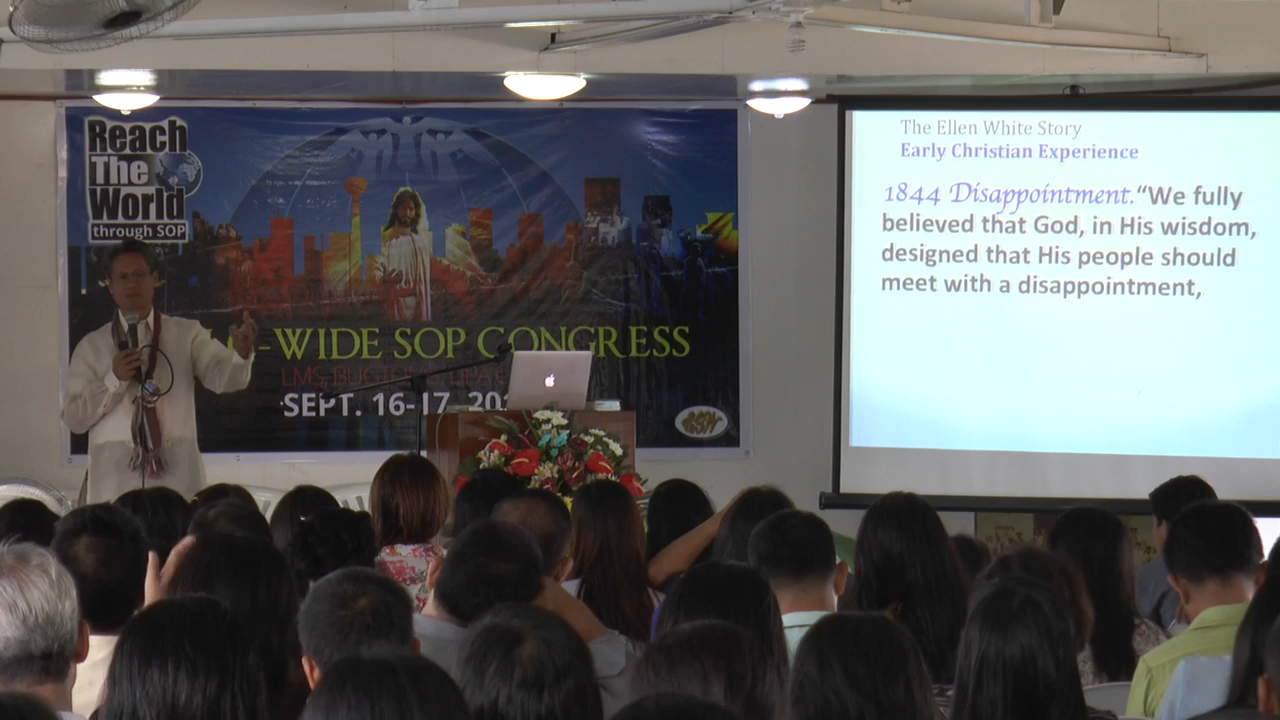 Reach
The
World
through SOP
-WIDE SOP CONGRESS
LMS,
SEPT. 16-17,
The Ellen White Story
Early Christian Experience
1844 Disappointment.“We fully
believed that God, in His wisdom,
designed that His people should
meet with a disappointment,